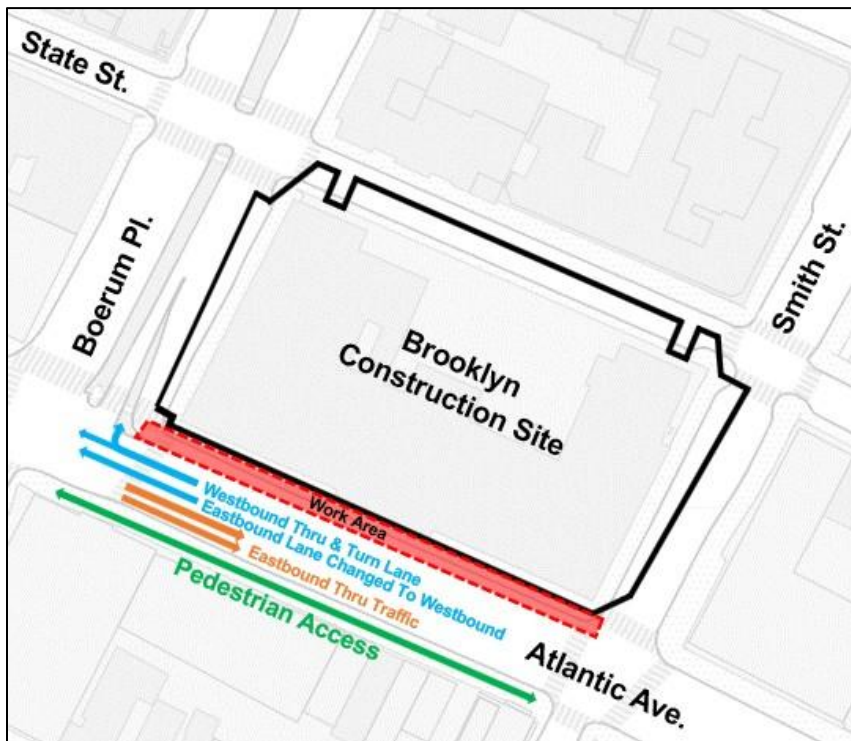 State St.
Boerum Pl.
Smith St.
Brooklyn
Construction Site
Work Area
Westbound Thru & Turn Lane
Eastbound Lane Changed To Westbound
Eastbound Thru Traffic
Pedestrian Access
Atlantic Ave.